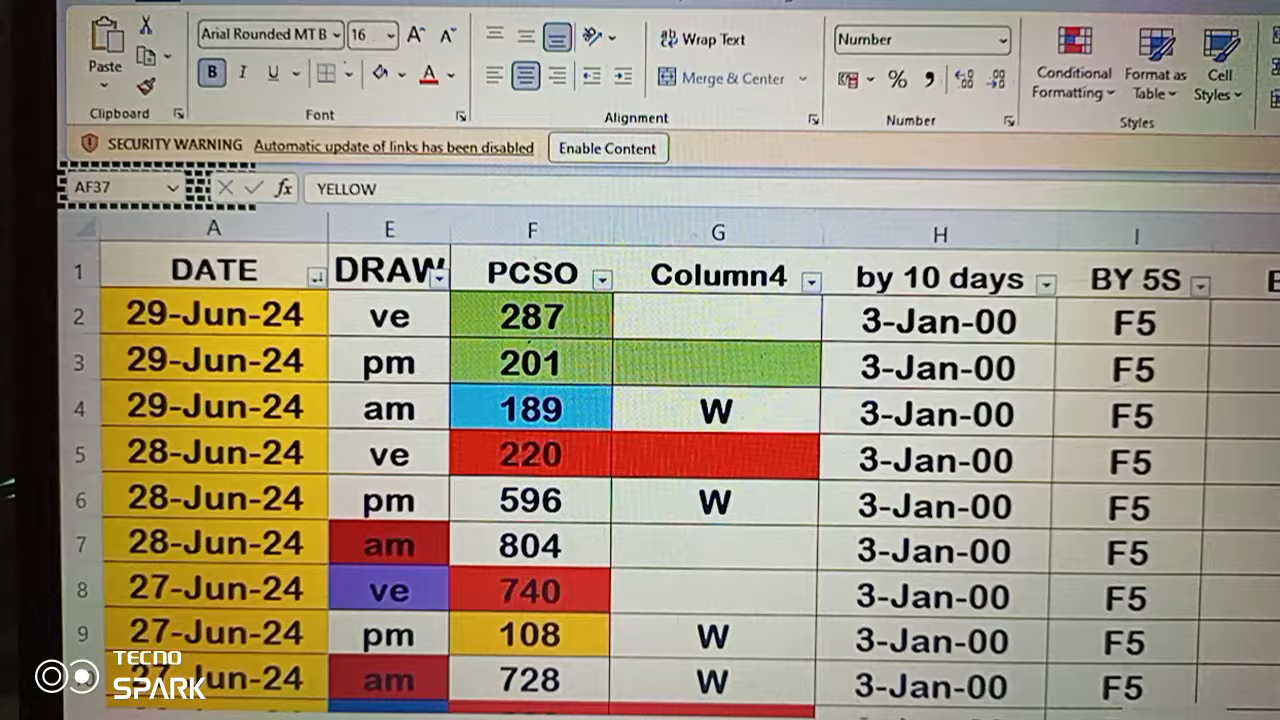 Arial Rounded MT B 16 A^ A˅ Wrap Text Number
Paste B I U A Merge & Center % 9 Conditional Formatting Format as Table Cell Styles
Clipboard Font Alignment Number Styles
SECURITY WARNING Automatic update of links has been disabled Enable Content
AF37 fx YELLOW
A E F G H I
1 DATE DRAW PCSO Column4 by 10 days BY 5S
2 29-Jun-24 ve 287 3-Jan-00 F5
3 29-Jun-24 pm 201 3-Jan-00 F5
4 29-Jun-24 am 189 W 3-Jan-00 F5
5 28-Jun-24 ve 220 3-Jan-00 F5
6 28-Jun-24 pm 596 W 3-Jan-00 F5
7 28-Jun-24 am 804 3-Jan-00 F5
8 27-Jun-24 ve 740 3-Jan-00 F5
9 27-Jun-24 pm 108 W 3-Jan-00 F5
27-Jun-24 am 728 W 3-Jan-00 F5
TECNO
SPARK